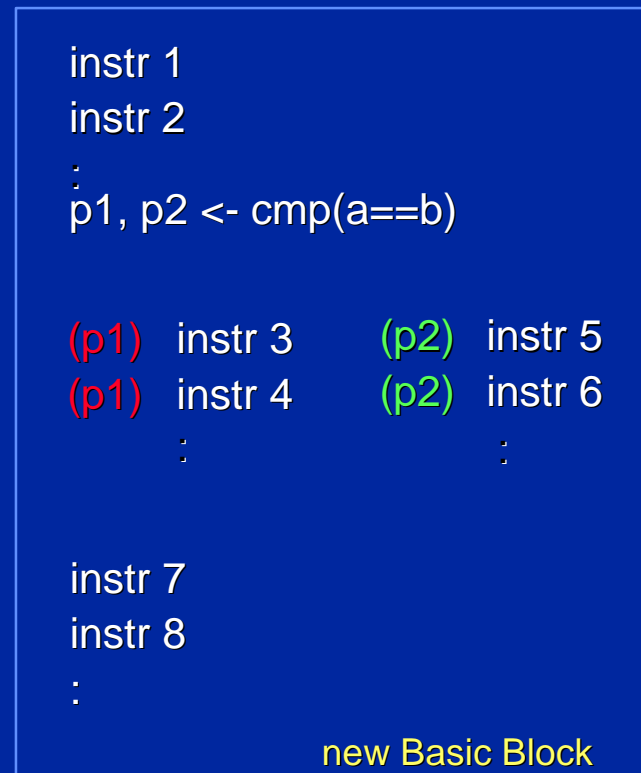 instr 1
instr 2
:
p1, p2 <- cmp(a==b)
(p1) instr 3 (p2) instr 5
(p1) instr 4 (p2) instr 6
: :
instr 7
instr 8
:
new Basic Block